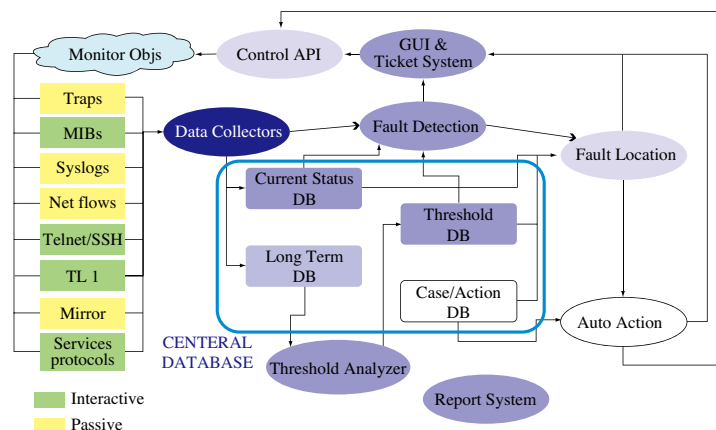 Monitor Objs
Control API
GUI &
Ticket System
Traps
MIBs
Syslogs
Net flows
Telnet/SSH
TL 1
Mirror
Services
protocols
Data Collectors
Fault Detection
Fault Location
Current Status
DB
Threshold
DB
Long Term
DB
Case/Action
DB
Auto Action
CENTERAL
DATABASE
Threshold Analyzer
Report System
Interactive
Passive